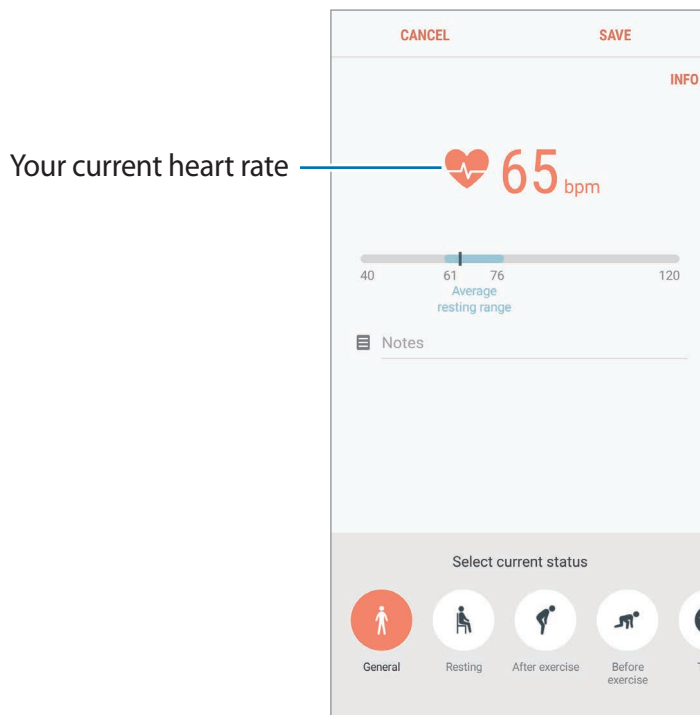 CANCEL SAVE
INFO
Your current heart rate
65 bpm
40 61 76 120
Average
resting range
Notes
Select current status
General Resting After exercise Before
exercise